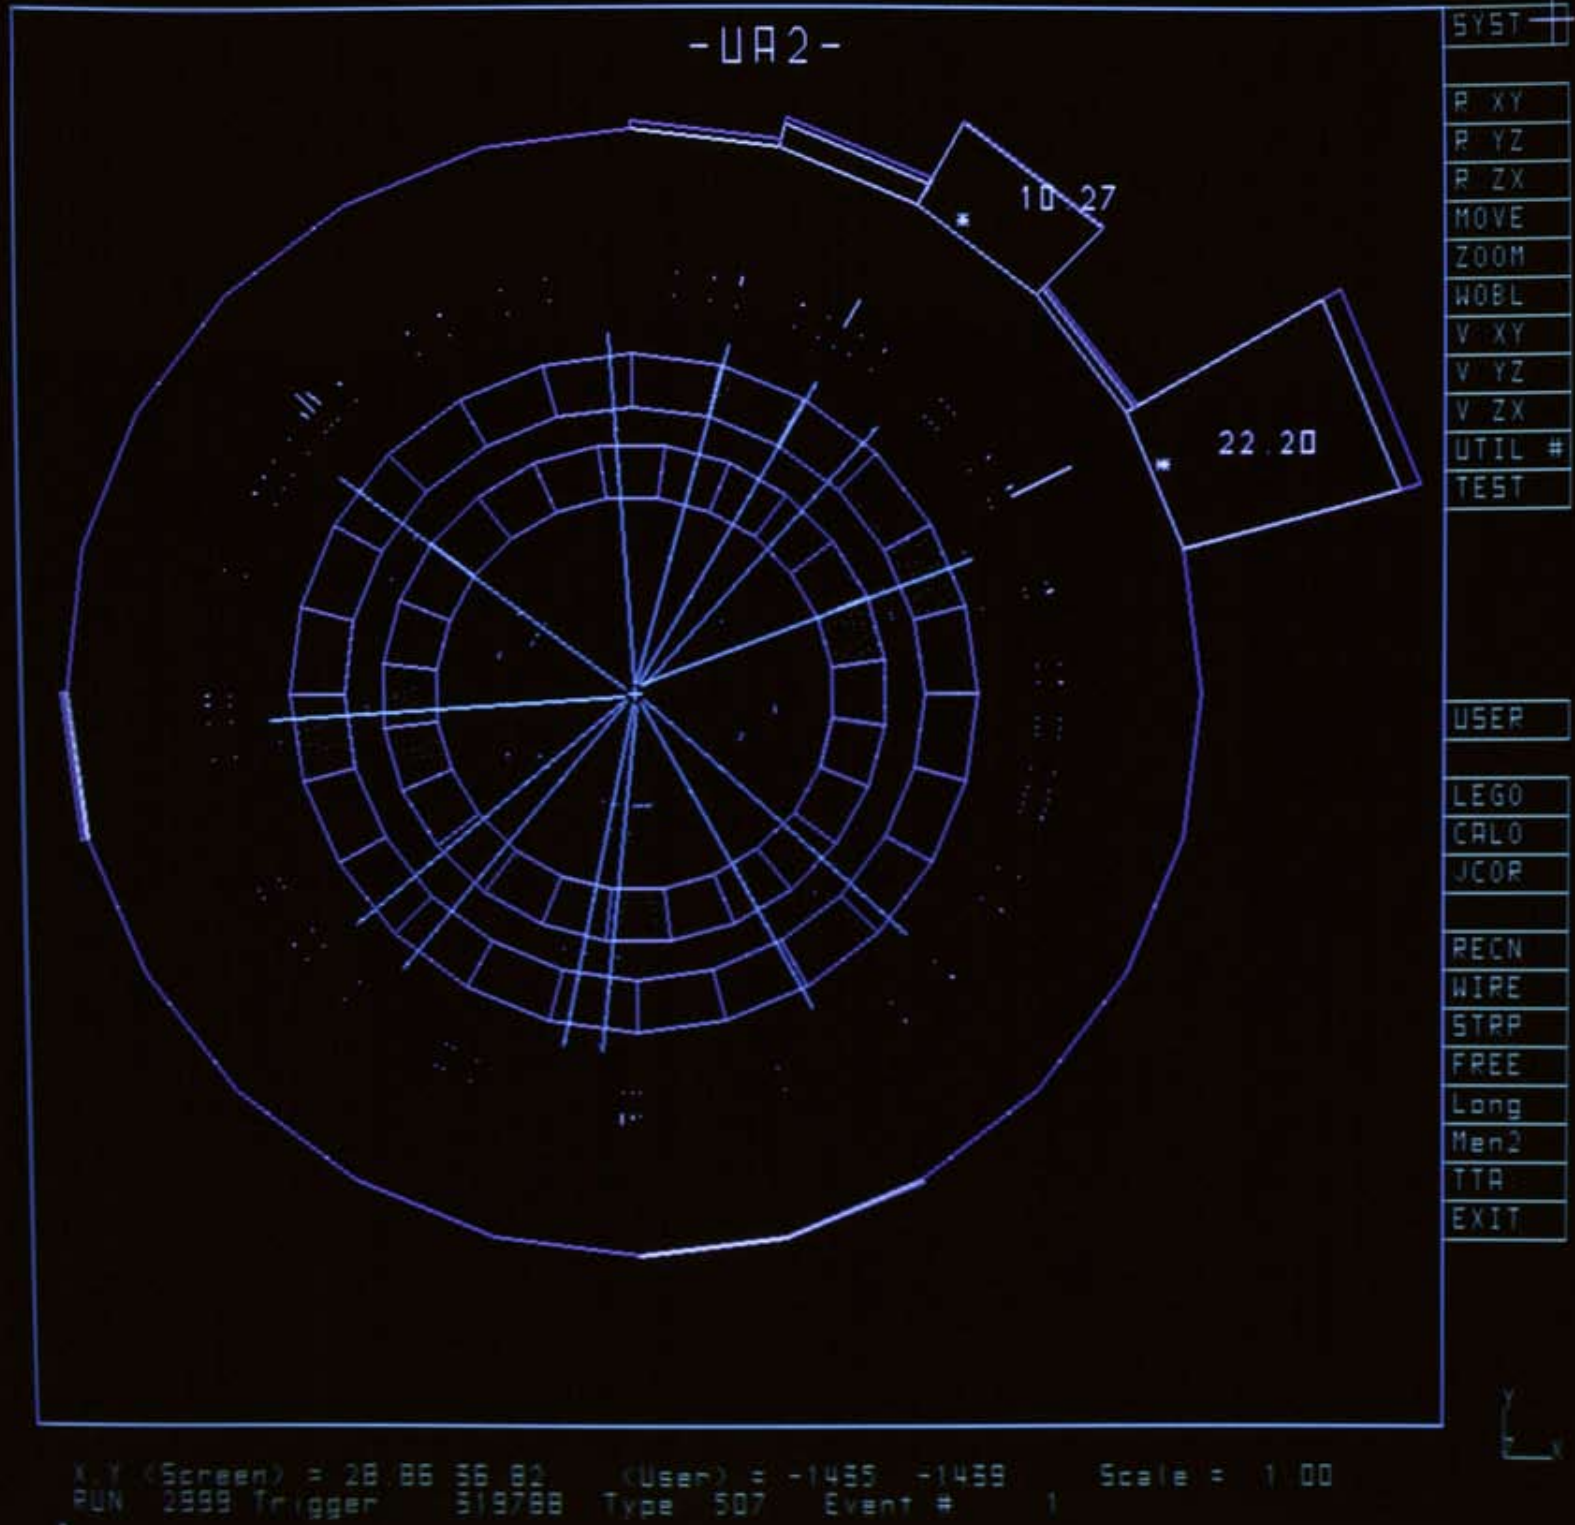 -UA2-
SYST
R XY
R YZ
R ZX
MOVE
ZOOM
WOBL
V XY
V YZ
V ZX
UTIL #
TEST
10.27
22.20
USER
LEGO
CALO
JCOR
RECN
WIRE
STRP
FREE
Long
Men2
TTA
EXIT
Y
Z X
X.Y (Screen) = 28.86 56.82 (User) = -1455 -1459 Scale = 1.00
RUN 2999 Trigger 519788 Type 507 Event # 1